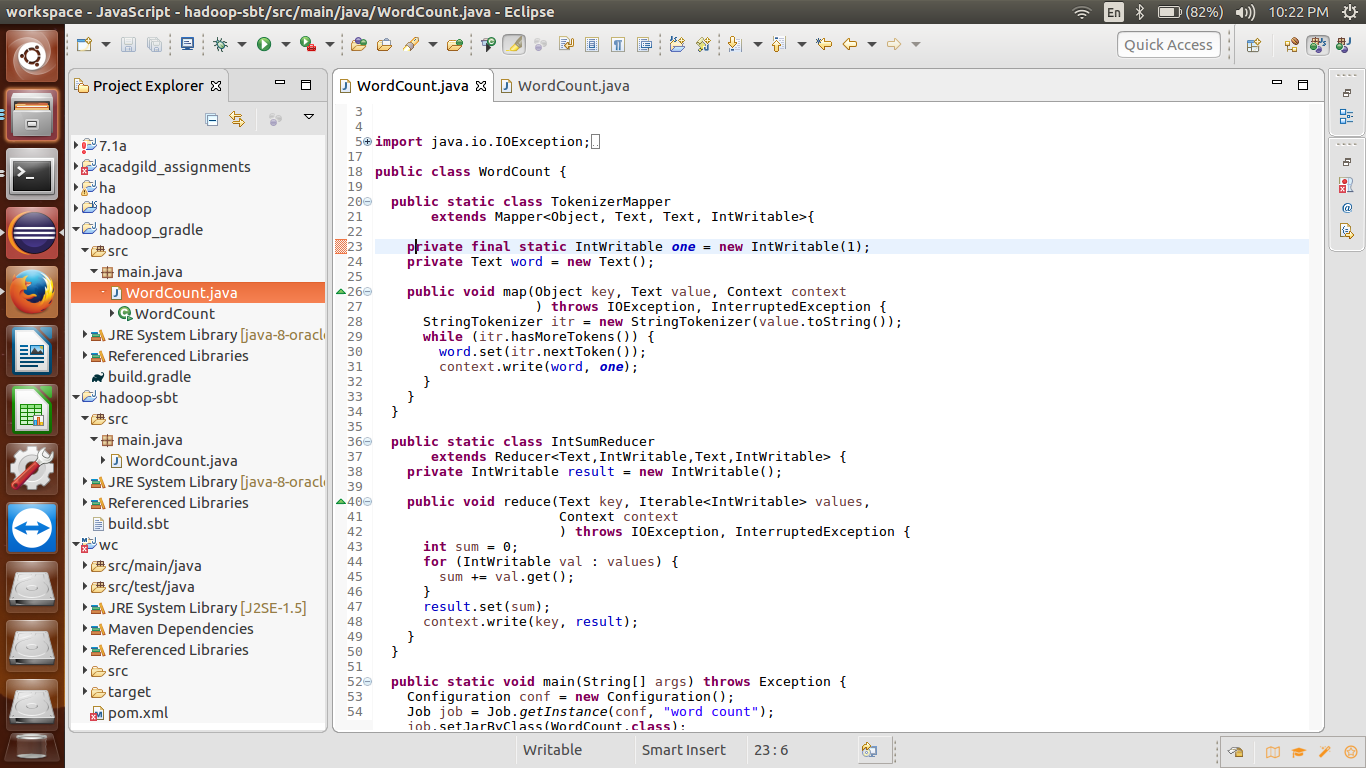 workspace - JavaScript - hadoop-sbt/src/main/java/WordCount.java - Eclipse
En (82%) 10:22 PM
Quick Access
Project Explorer
7.1a
acadgild_assignments
ha
hadoop
hadoop_gradle
src
main.java
WordCount.java
WordCount
JRE System Library [java-8-oracl
Referenced Libraries
build.gradle
hadoop-sbt
src
main.java
WordCount.java
JRE System Library [java-8-oracl
Referenced Libraries
build.sbt
wc
src/main/java
src/test/java
JRE System Library [J2SE-1.5]
Maven Dependencies
Referenced Libraries
src
target
pom.xml
WordCount.java WordCount.java
3
4
5 import java.io.IOException;
17
18 public class WordCount {
19
20 public static class TokenizerMapper
21 extends Mapper<Object, Text, Text, IntWritable>{
22
23 private final static IntWritable one = new IntWritable(1);
24 private Text word = new Text();
25
26 public void map(Object key, Text value, Context context
27 ) throws IOException, InterruptedException {
28 StringTokenizer itr = new StringTokenizer(value.toString());
29 while (itr.hasMoreTokens()) {
30 word.set(itr.nextToken());
31 context.write(word, one);
32 }
33 }
34 }
35
36 public static class IntSumReducer
37 extends Reducer<Text,IntWritable,Text,IntWritable> {
38 private IntWritable result = new IntWritable();
39
40 public void reduce(Text key, Iterable<IntWritable> values,
41 Context context
42 ) throws IOException, InterruptedException {
43 int sum = 0;
44 for (IntWritable val : values) {
45 sum += val.get();
46 }
47 result.set(sum);
48 context.write(key, result);
49 }
50 }
51
52 public static void main(String[] args) throws Exception {
53 Configuration conf = new Configuration();
54 Job job = Job.getInstance(conf, "word count");
job.setJarByClass(WordCount.class);
Writable Smart Insert 23 : 6